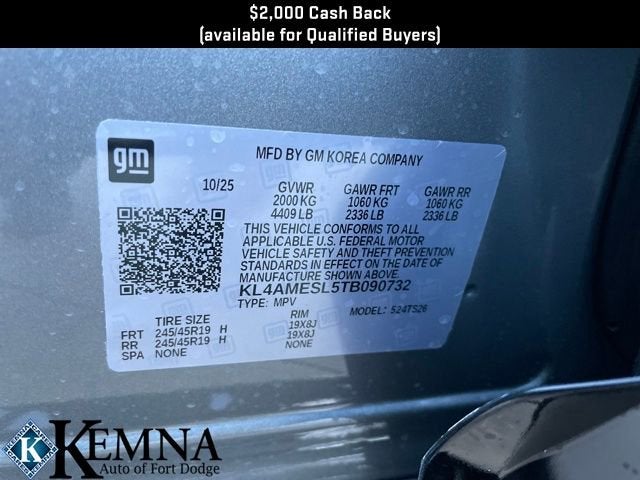 $2,000 Cash Back
(available for Qualified Buyers)
gm
MFD BY GM KOREA COMPANY
10/25 GVWR GAWR FRT GAWR RR
2000 KG 1060 KG 1060 KG
4409 LB 2336 LB 2336 LB
THIS VEHICLE CONFORMS TO ALL
APPLICABLE U.S. FEDERAL MOTOR
VEHICLE SAFETY AND THEFT PREVENTION
STANDARDS IN EFFECT ON THE DATE OF
MANUFACTURE SHOWN ABOVE.
KL4AMESL5TB090732
TYPE: MPV MODEL: 524TS26
TIRE SIZE RIM
FRT 245/45R19 H 19X8J
RR 245/45R19 H 19X8J
SPA NONE NONE
K KEMNA
Auto of Fort Dodge